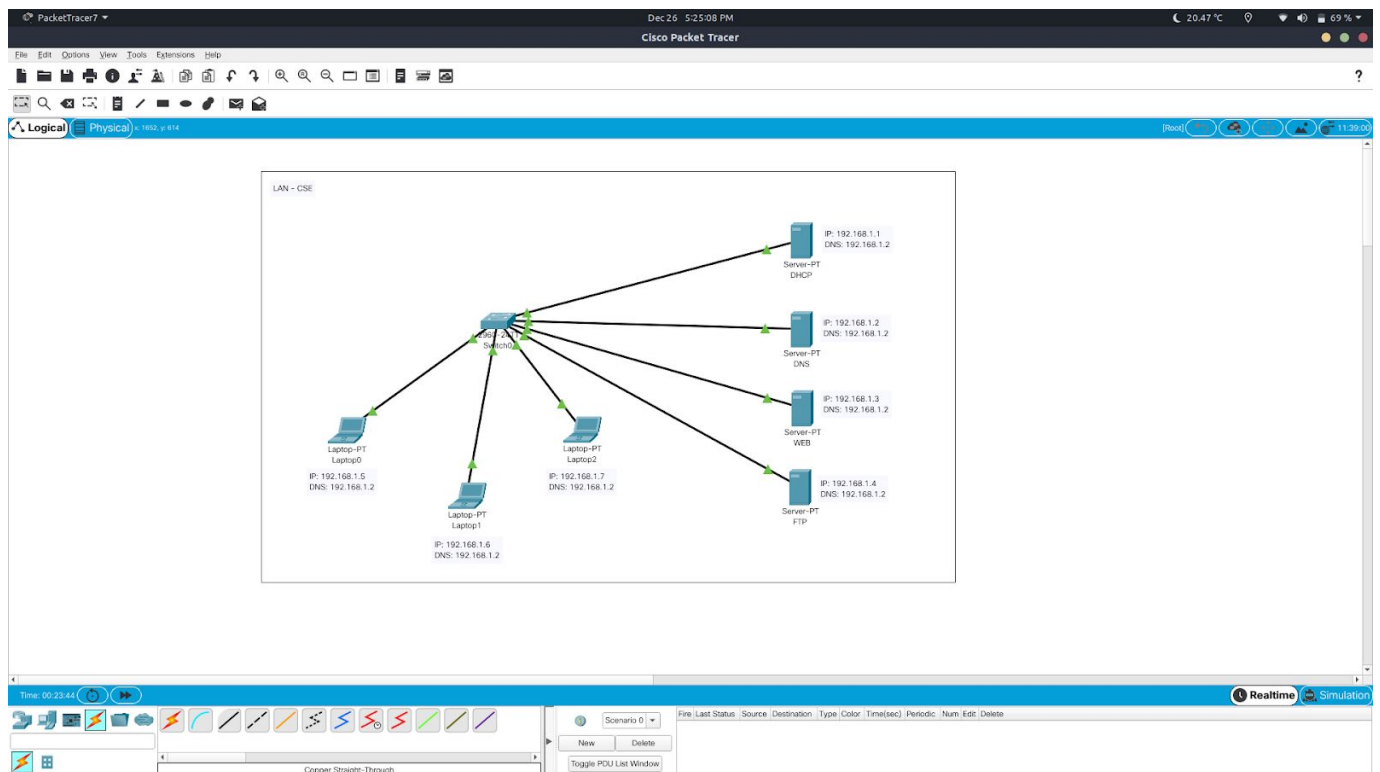 PacketTracer7
Dec 26 5:25:08 PM
20.47 °C
69 %
Cisco Packet Tracer
File Edit Options View Tools Extensions Help
?
Logical
Physical
x: 1652, y: 614
[Root]
11:39:00
LAN - CSE
IP: 192.168.1.1
DNS: 192.168.1.2
Server-PT
DHCP
IP: 192.168.1.2
DNS: 192.168.1.2
Server-PT
DNS
Switch0
IP: 192.168.1.3
DNS: 192.168.1.2
Server-PT
WEB
Laptop-PT
Laptop0
IP: 192.168.1.5
DNS: 192.168.1.2
Laptop-PT
Laptop2
IP: 192.168.1.7
DNS: 192.168.1.2
IP: 192.168.1.4
DNS: 192.168.1.2
Server-PT
FTP
Laptop-PT
Laptop1
IP: 192.168.1.6
DNS: 192.168.1.2
Time: 00:23:44
Realtime
Simulation
Scenario 0
Fire Last Status Source Destination Type Color Time(sec) Periodic Num Edit Delete
New
Delete
Toggle PDU List Window
Copper Straight-Through